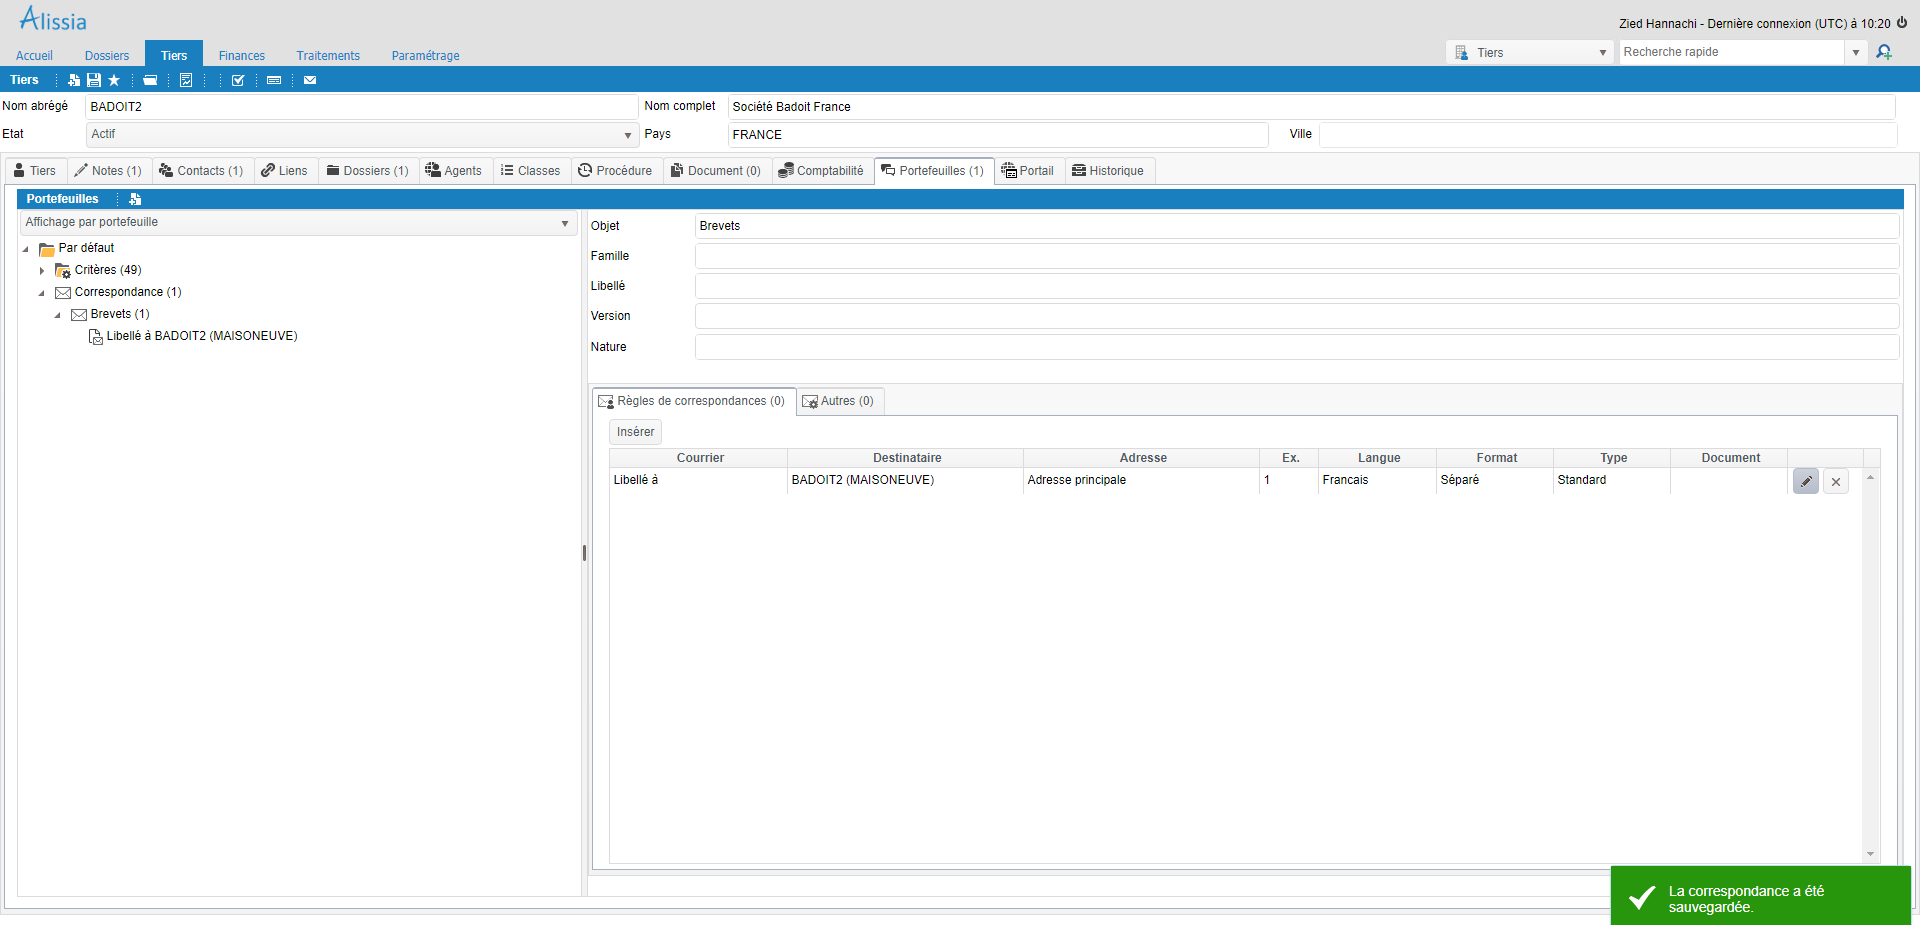 Alissia
Zied Hannachi - Dernière connexion (UTC) à 10:20
Accueil Dossiers Tiers Finances Traitements Paramétrage Tiers Recherche rapide
Tiers
Nom abrégé BADOIT2 Nom complet Société Badoit France
Etat Actif Pays FRANCE Ville
Tiers Notes (1) Contacts (1) Liens Dossiers (1) Agents Classes Procédure Document (0) Comptabilité Portefeuilles (1) Portail Historique
Portefeuilles
Affichage par portefeuille
Par défaut
Critères (49)
Correspondance (1)
Brevets (1)
Libellé à BADOIT2 (MAISONEUVE)
Objet Brevets
Famille
Libellé
Version
Nature
Règles de correspondances (0) Autres (0)
Insérer
Courrier Destinataire Adresse Ex. Langue Format Type Document
Libellé à BADOIT2 (MAISONEUVE) Adresse principale 1 Francais Séparé Standard
La correspondance a été
sauvegardée.